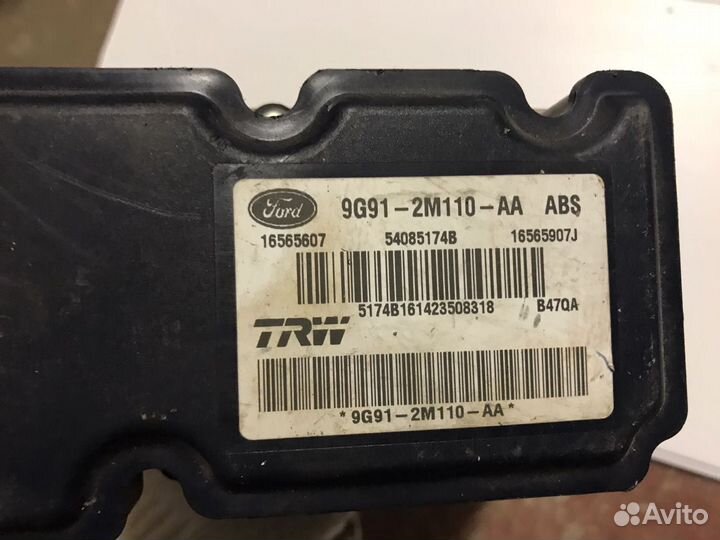 Ford 9G91-2M110-AA ABS
16565607 54085174B 16565907J
5174B161423508318 B47QA
TRW
*9G91-2M110-AA*
Avito